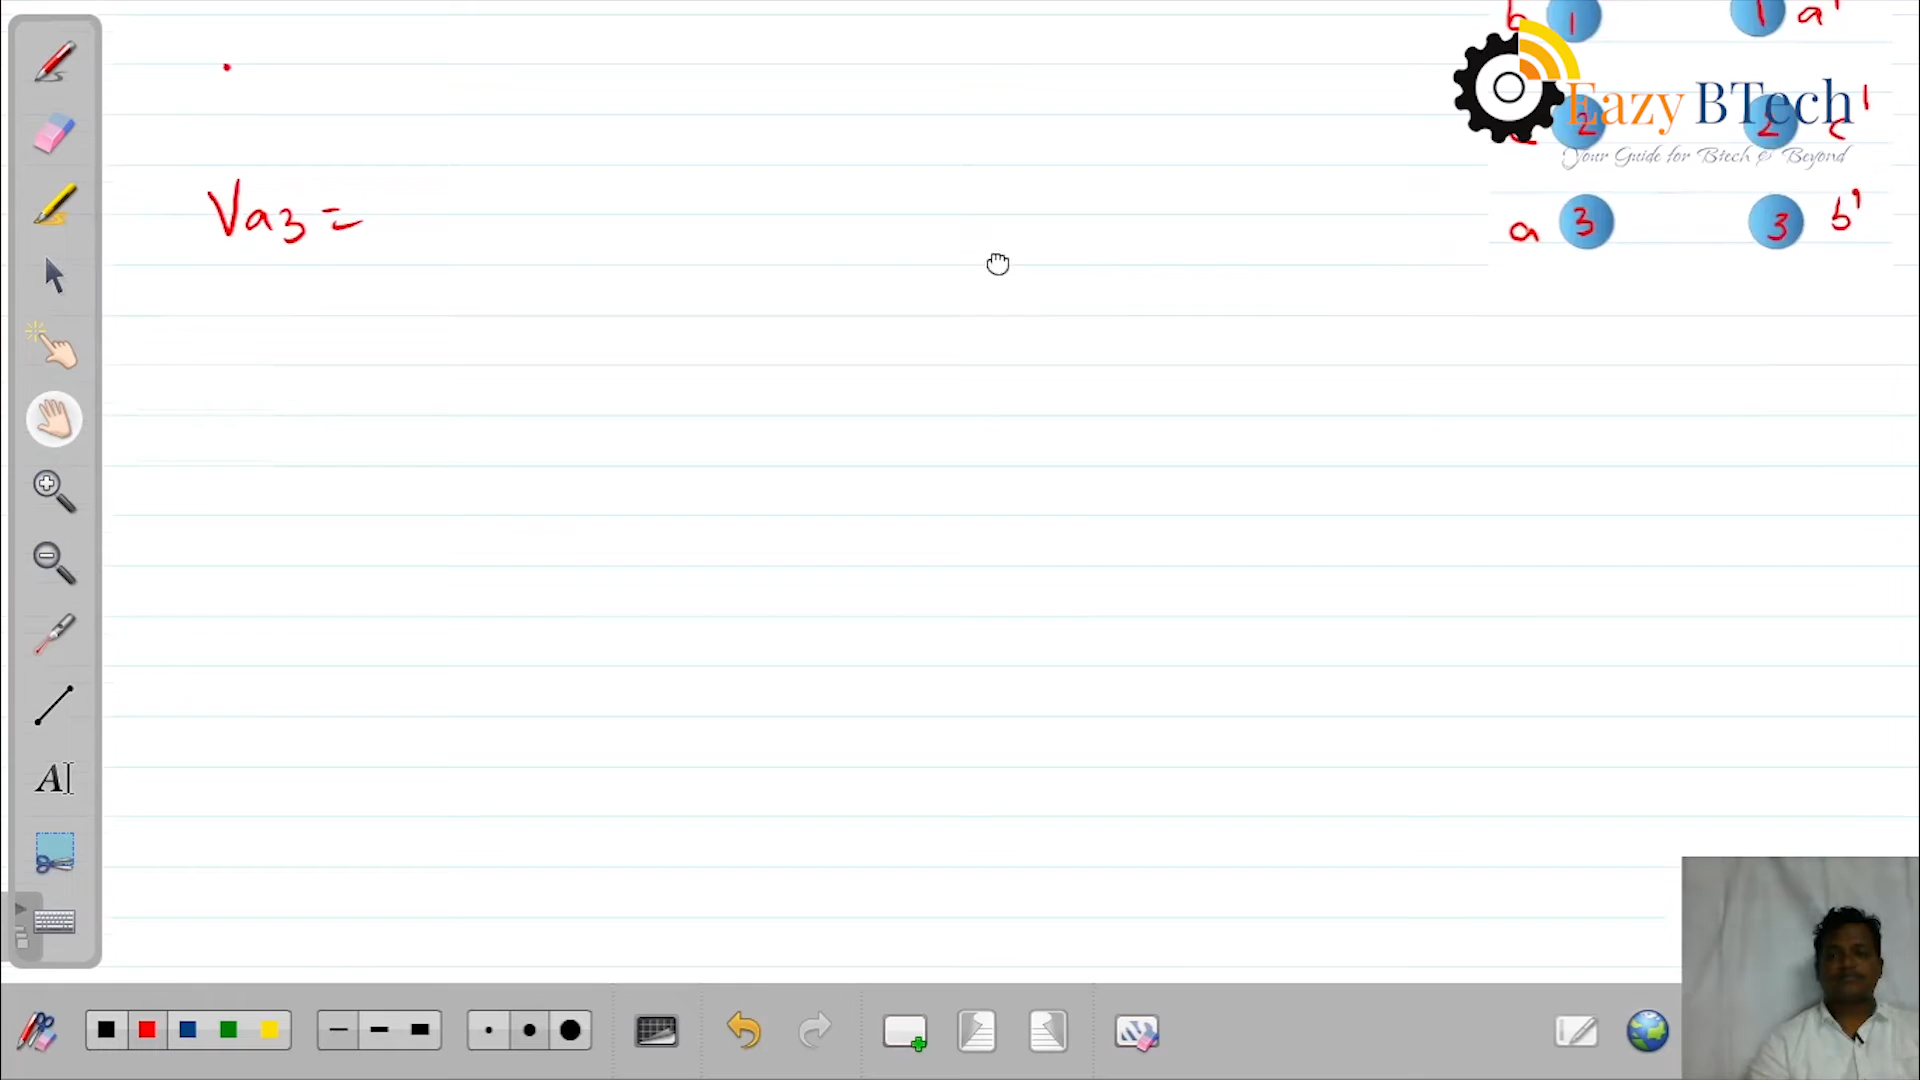 b 1 1 a'
Eazy BTech
2 2 c'
Your Guide for Btech & Beyond
Va3 =
a 3 3 b'